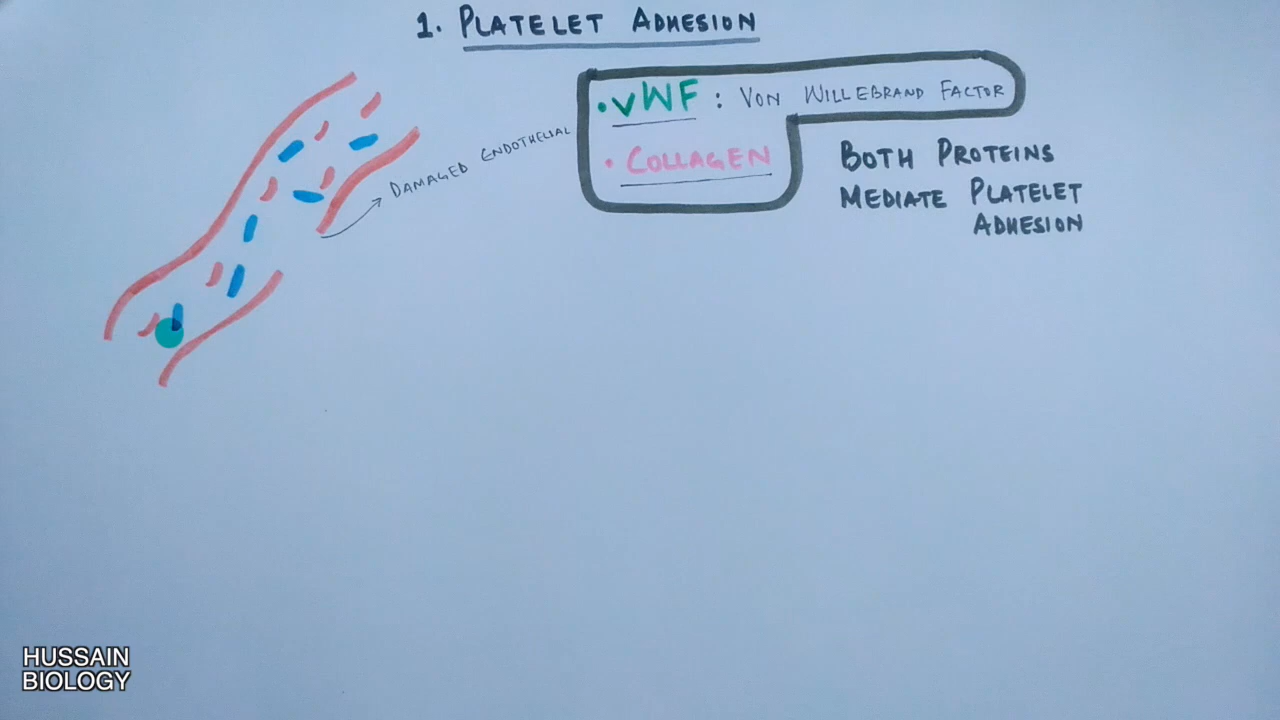 1. PLATELET ADHESION
• vWF : VON WILLEBRAND FACTOR
• COLLAGEN
DAMAGED ENDOTHELIAL
BOTH PROTEINS
MEDIATE PLATELET
ADHESION
HUSSAIN
BIOLOGY